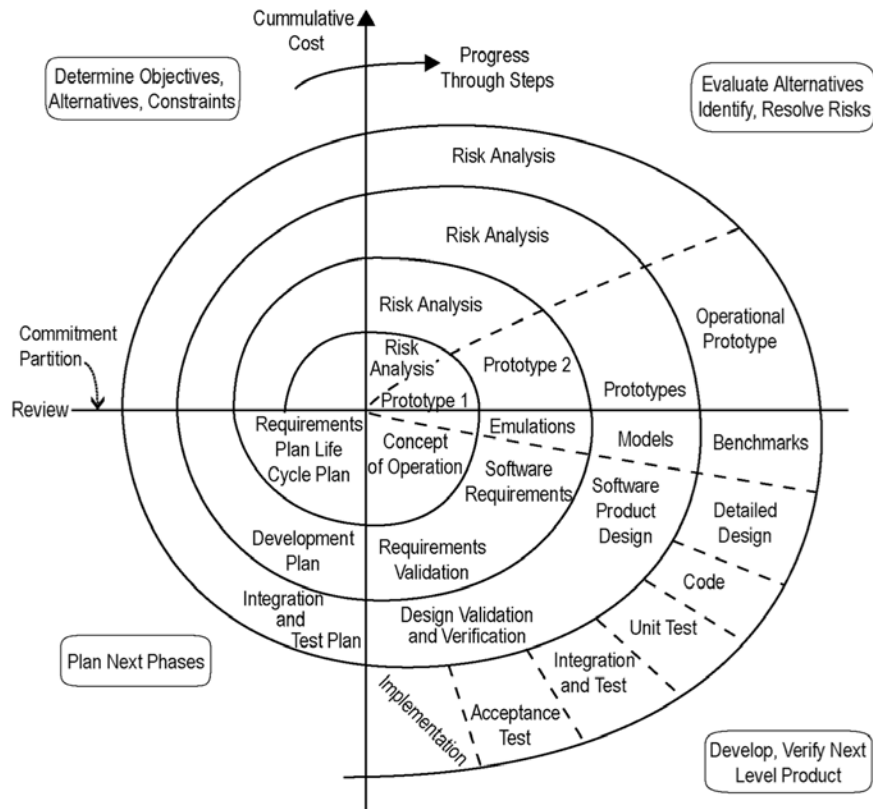 Cummulative
Cost
Progress
Through Steps
Determine Objectives,
Alternatives, Constraints
Evaluate Alternatives
Identify, Resolve Risks
Risk Analysis
Risk Analysis
Risk Analysis
Risk
Analysis
Operational
Prototype
Commitment
Partition
Prototype 2
Prototypes
Prototype 1
Review
Requirements
Plan Life
Cycle Plan
Concept
of Operation
Emulations
Models
Benchmarks
Software
Requirements
Software
Product
Design
Detailed
Design
Development
Plan
Requirements
Validation
Code
Integration
and
Test Plan
Design Validation
and Verification
Unit Test
Plan Next Phases
Integration
and Test
Implementation
Acceptance
Test
Develop, Verify Next
Level Product